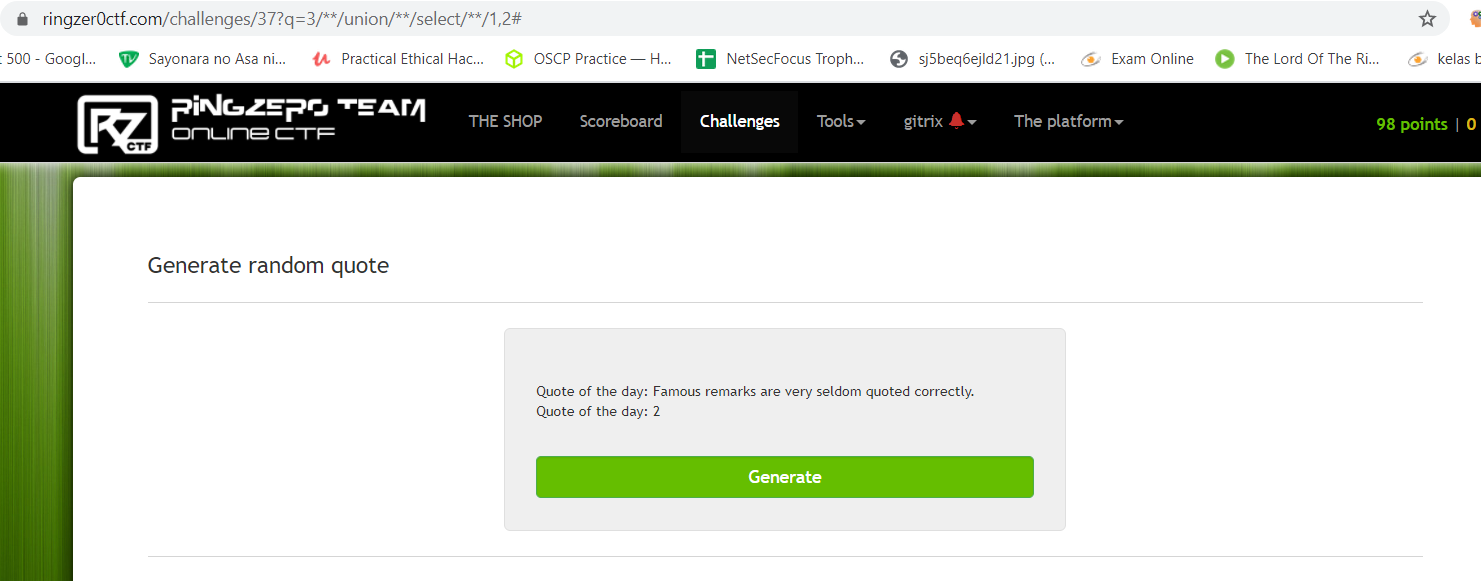 ringzer0ctf.com/challenges/37?q=3/**/union/**/select/**/1,2#
t 500 - Googl... Sayonara no Asa ni... Practical Ethical Hac... OSCP Practice — H... NetSecFocus Troph... sj5beq6ejld21.jpg (... Exam Online The Lord Of The Ri... kelas b
RZ CTF RiNGZER0 TEAM ONLINE CTF THE SHOP Scoreboard Challenges Tools gitrix The platform 98 points | 0
Generate random quote
Quote of the day: Famous remarks are very seldom quoted correctly.
Quote of the day: 2
Generate